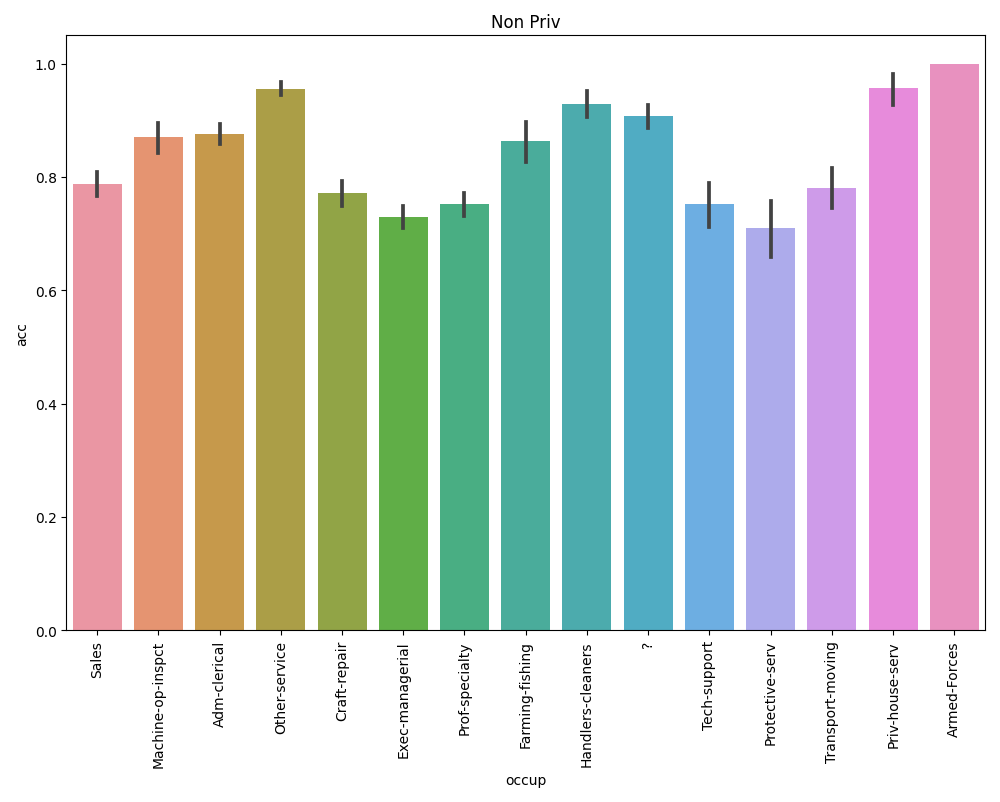 Non Priv
acc
1.0
0.8
0.6
0.4
0.2
0.0
Sales
Machine-op-inspct
Adm-clerical
Other-service
Craft-repair
Exec-managerial
Prof-specialty
Farming-fishing
Handlers-cleaners
?
Tech-support
Protective-serv
Transport-moving
Priv-house-serv
Armed-Forces
occup